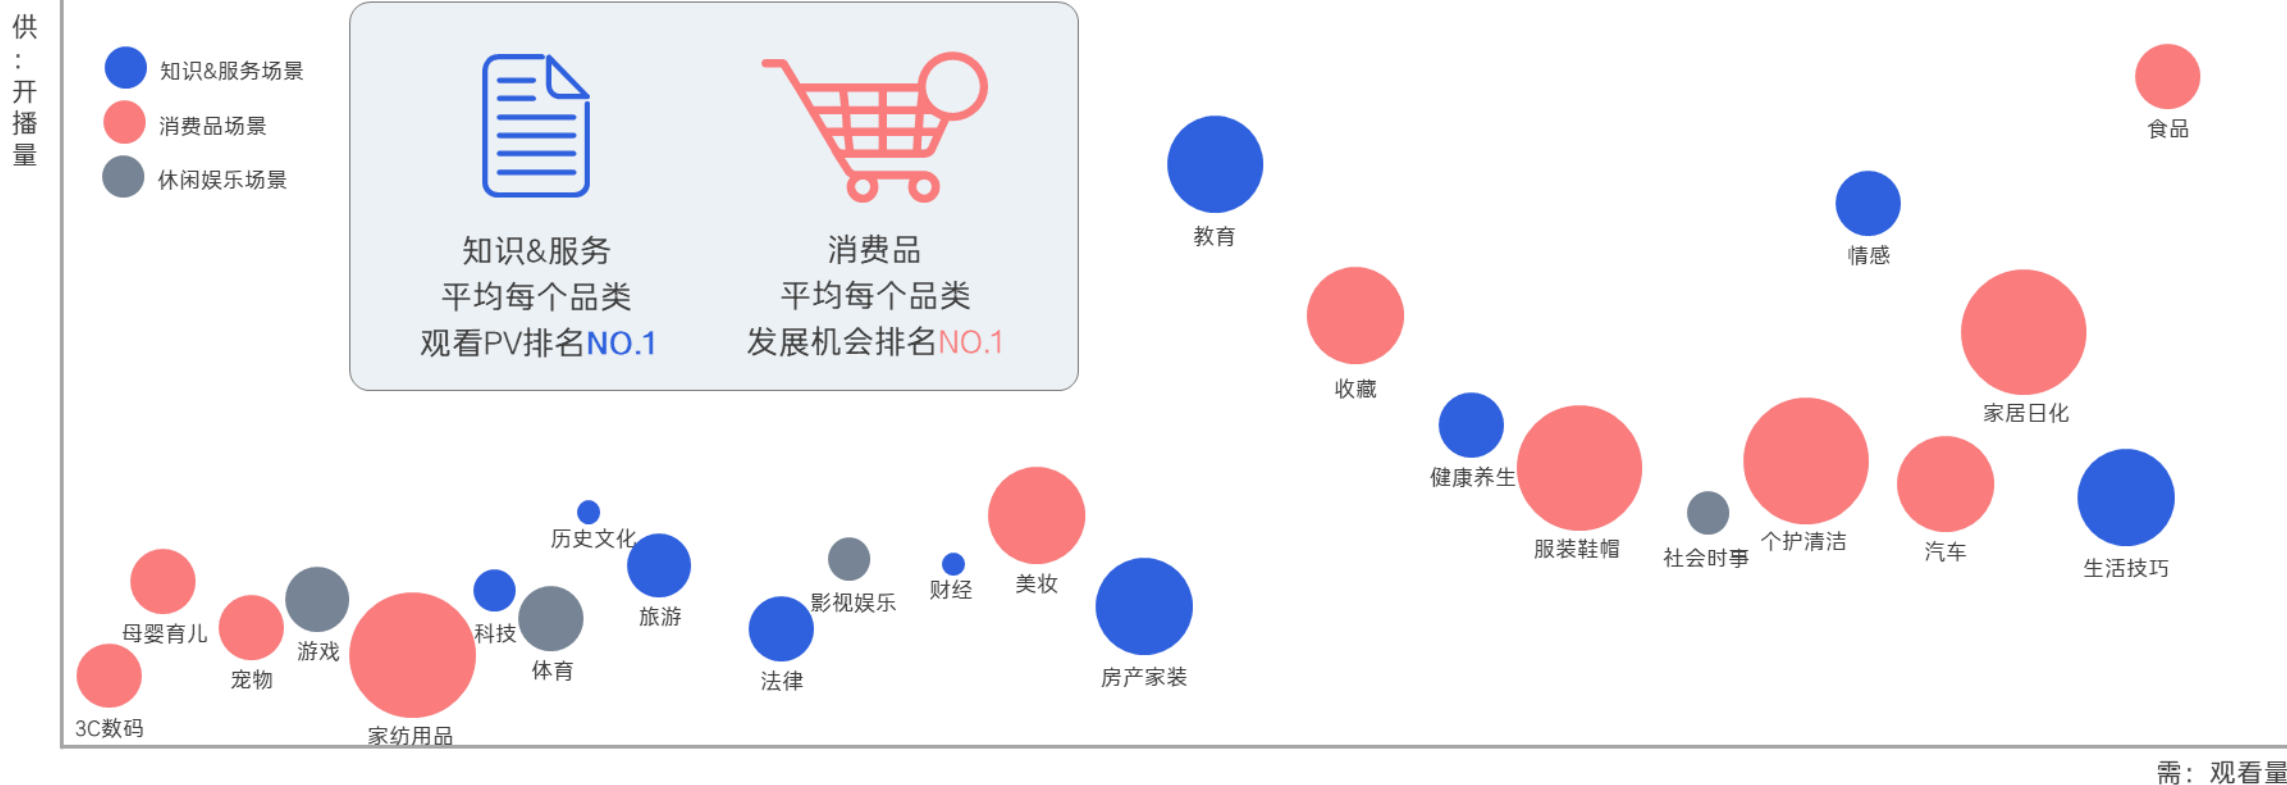 供：开播量
知识&服务场景
消费品场景
休闲娱乐场景
知识&服务
平均每个品类
观看PV排名NO.1
消费品
平均每个品类
发展机会排名NO.1
食品
教育
情感
收藏
家居日化
健康养生
服装鞋帽
社会时事
个护清洁
汽车
生活技巧
历史文化
旅游
影视娱乐
财经
美妆
母婴育儿
宠物
游戏
科技
体育
法律
房产家装
3C数码
家纺用品
需：观看量